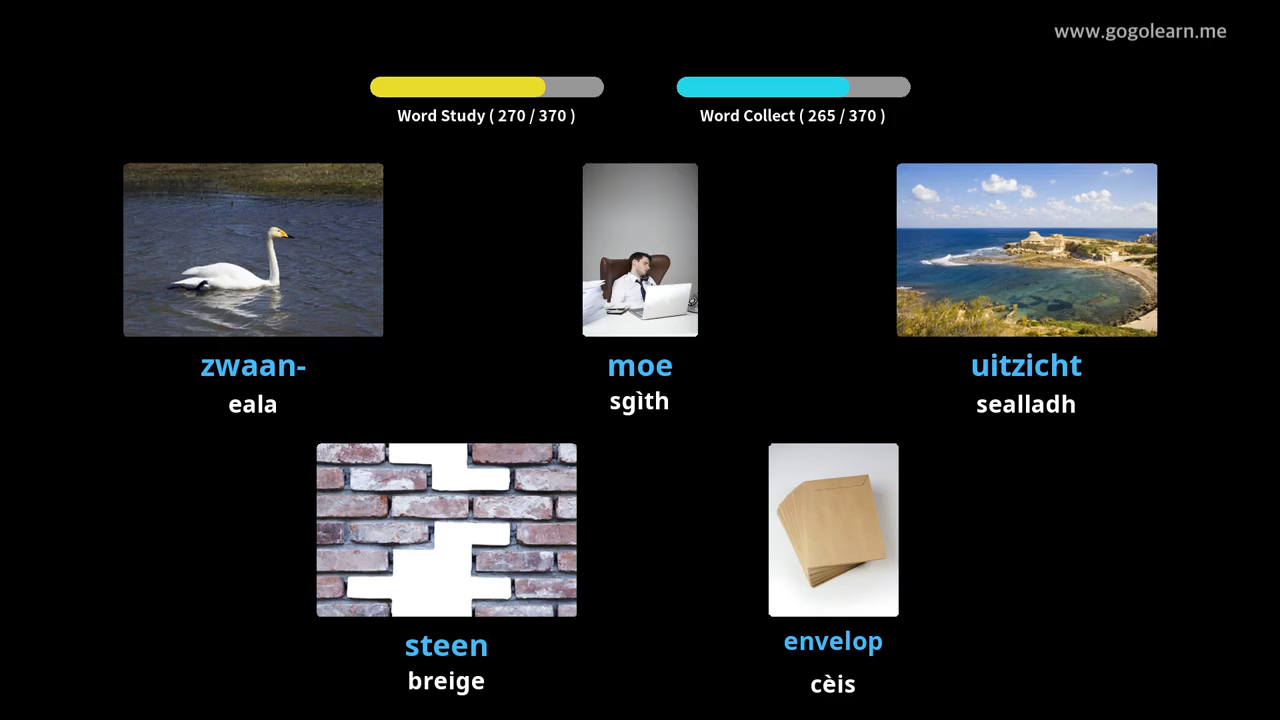 www.gogolearn.me
Word Study ( 270 / 370 )
Word Collect ( 265 / 370 )
zwaan-
eala
moe
sgìth
uitzicht
sealladh
steen
breige
envelop
cèis